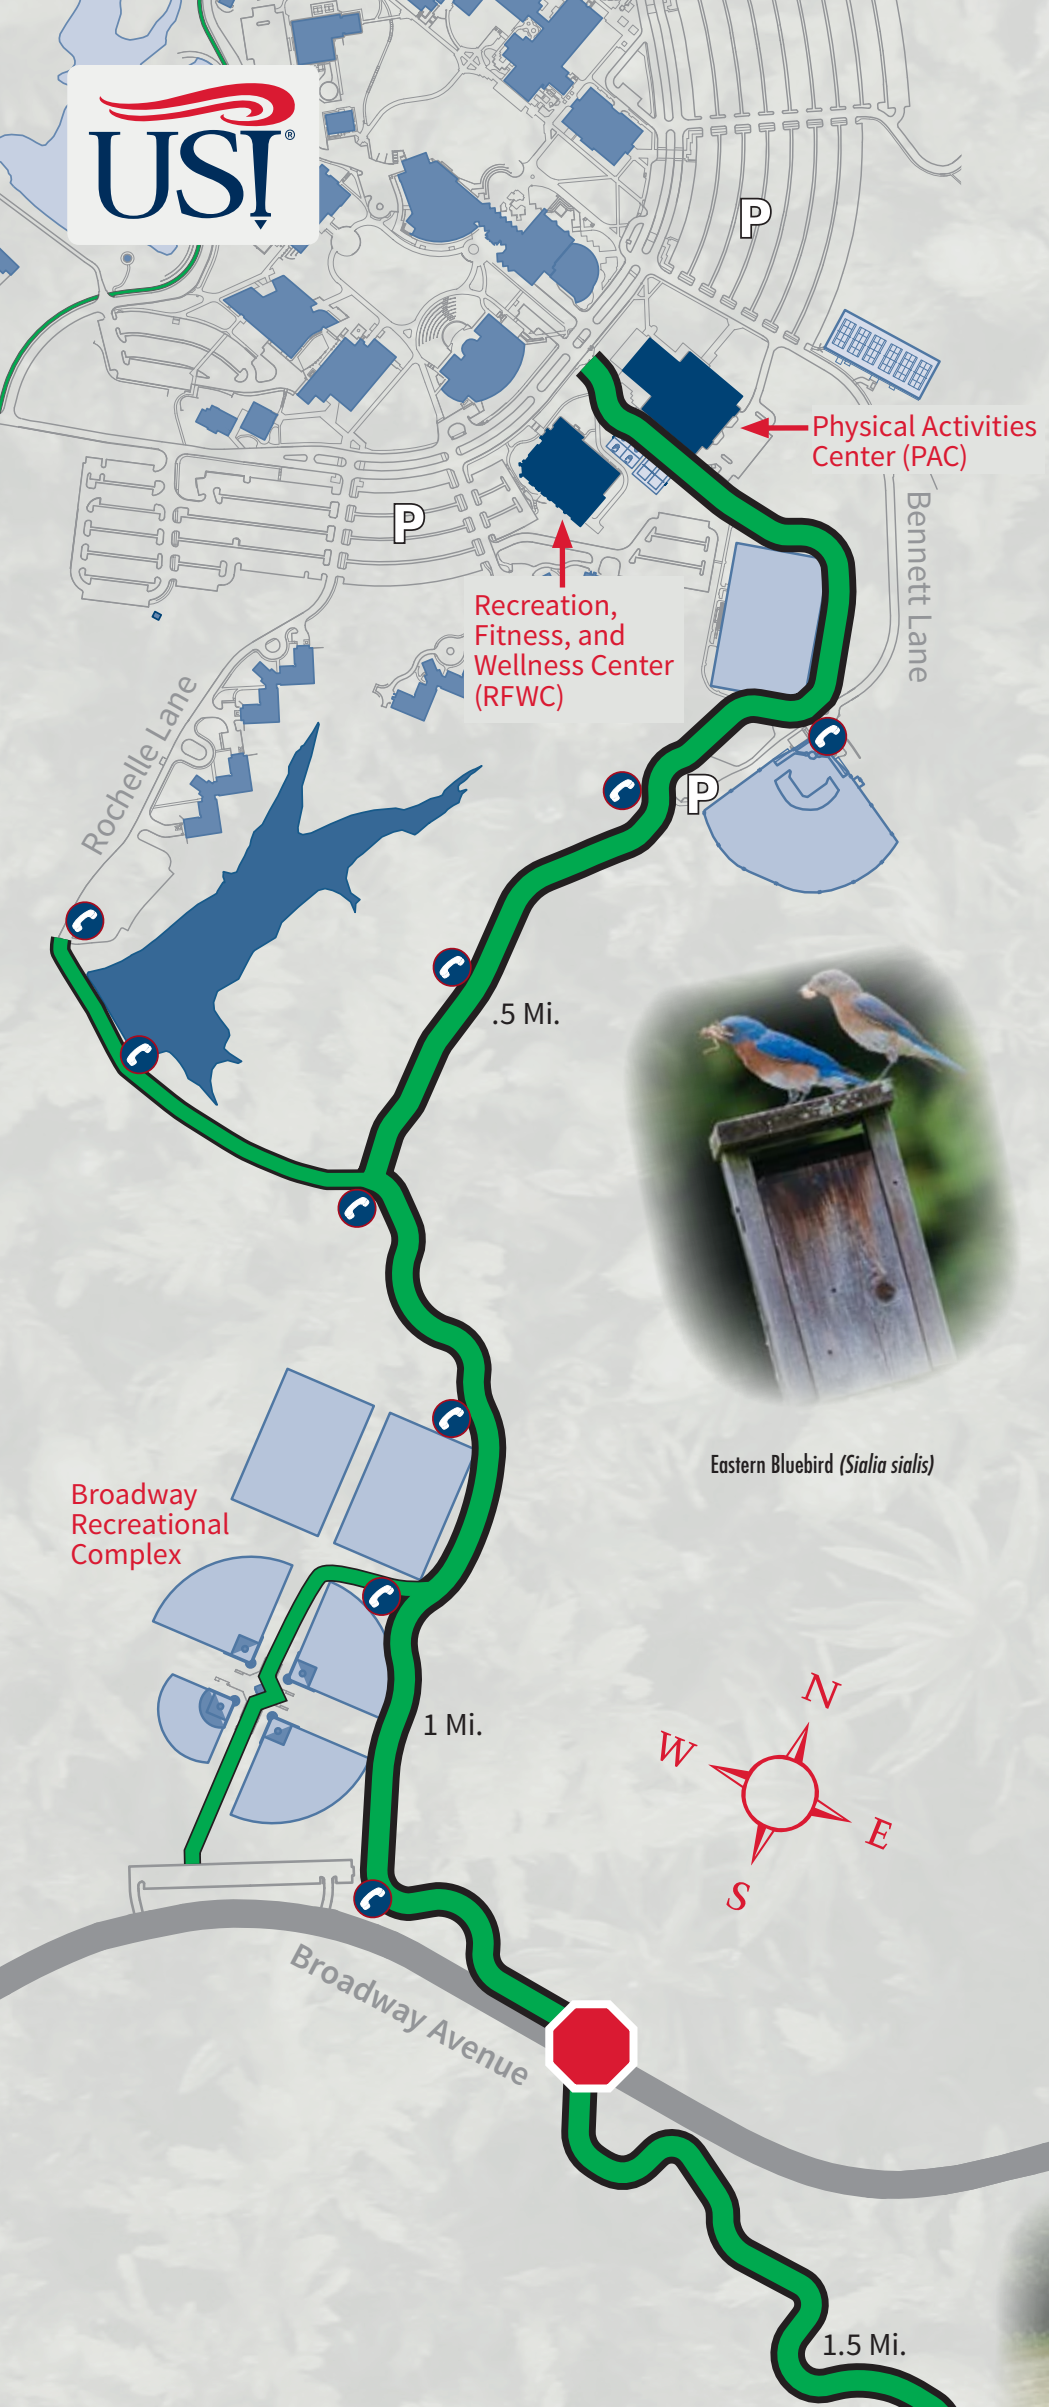 USI®
P
Physical Activities
Center (PAC)
P
Bennett Lane
Recreation,
Fitness, and
Wellness Center
(RFWC)
Rochelle Lane
P
.5 Mi.
Eastern Bluebird (Sialia sialis)
Broadway
Recreational
Complex
N
W
1 Mi.
E
S
Broadway Avenue
1.5 Mi.